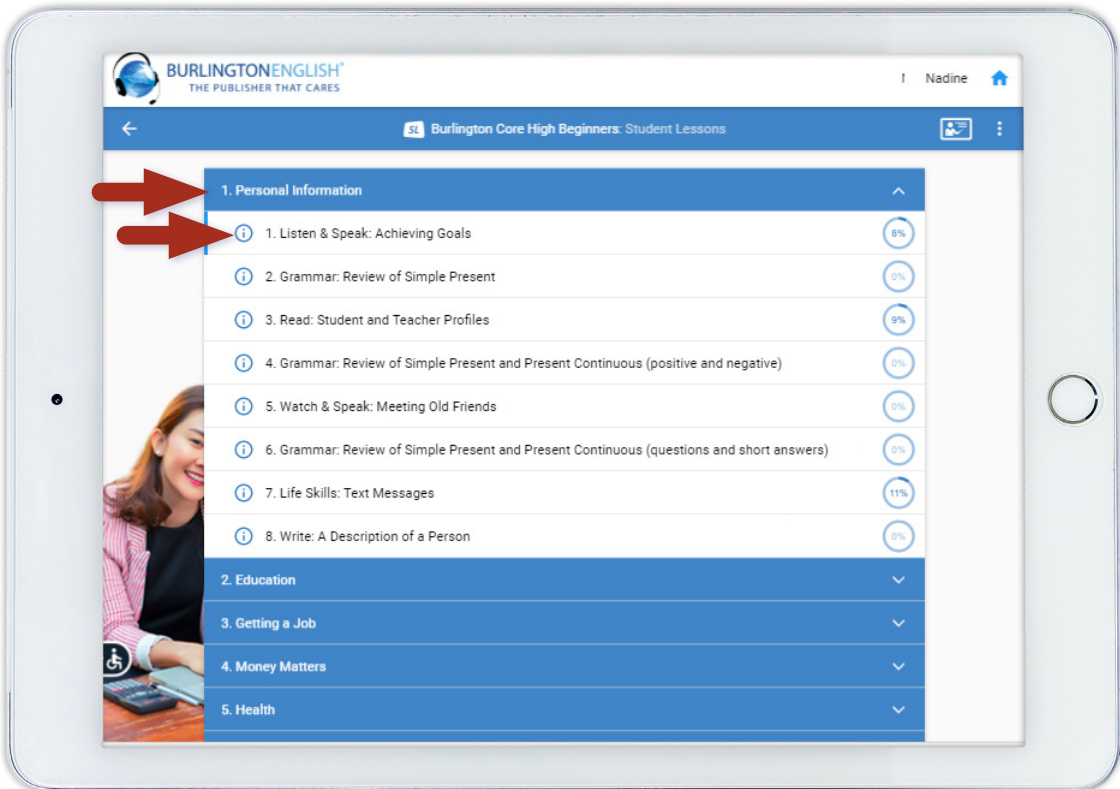 BURLINGTONENGLISH®
THE PUBLISHER THAT CARES
Nadine
SL Burlington Core High Beginners: Student Lessons
1. Personal Information
1. Listen & Speak: Achieving Goals
8%
2. Grammar: Review of Simple Present
0%
3. Read: Student and Teacher Profiles
9%
4. Grammar: Review of Simple Present and Present Continuous (positive and negative)
0%
5. Watch & Speak: Meeting Old Friends
0%
6. Grammar: Review of Simple Present and Present Continuous (questions and short answers)
0%
7. Life Skills: Text Messages
11%
8. Write: A Description of a Person
0%
2. Education
3. Getting a Job
4. Money Matters
5. Health